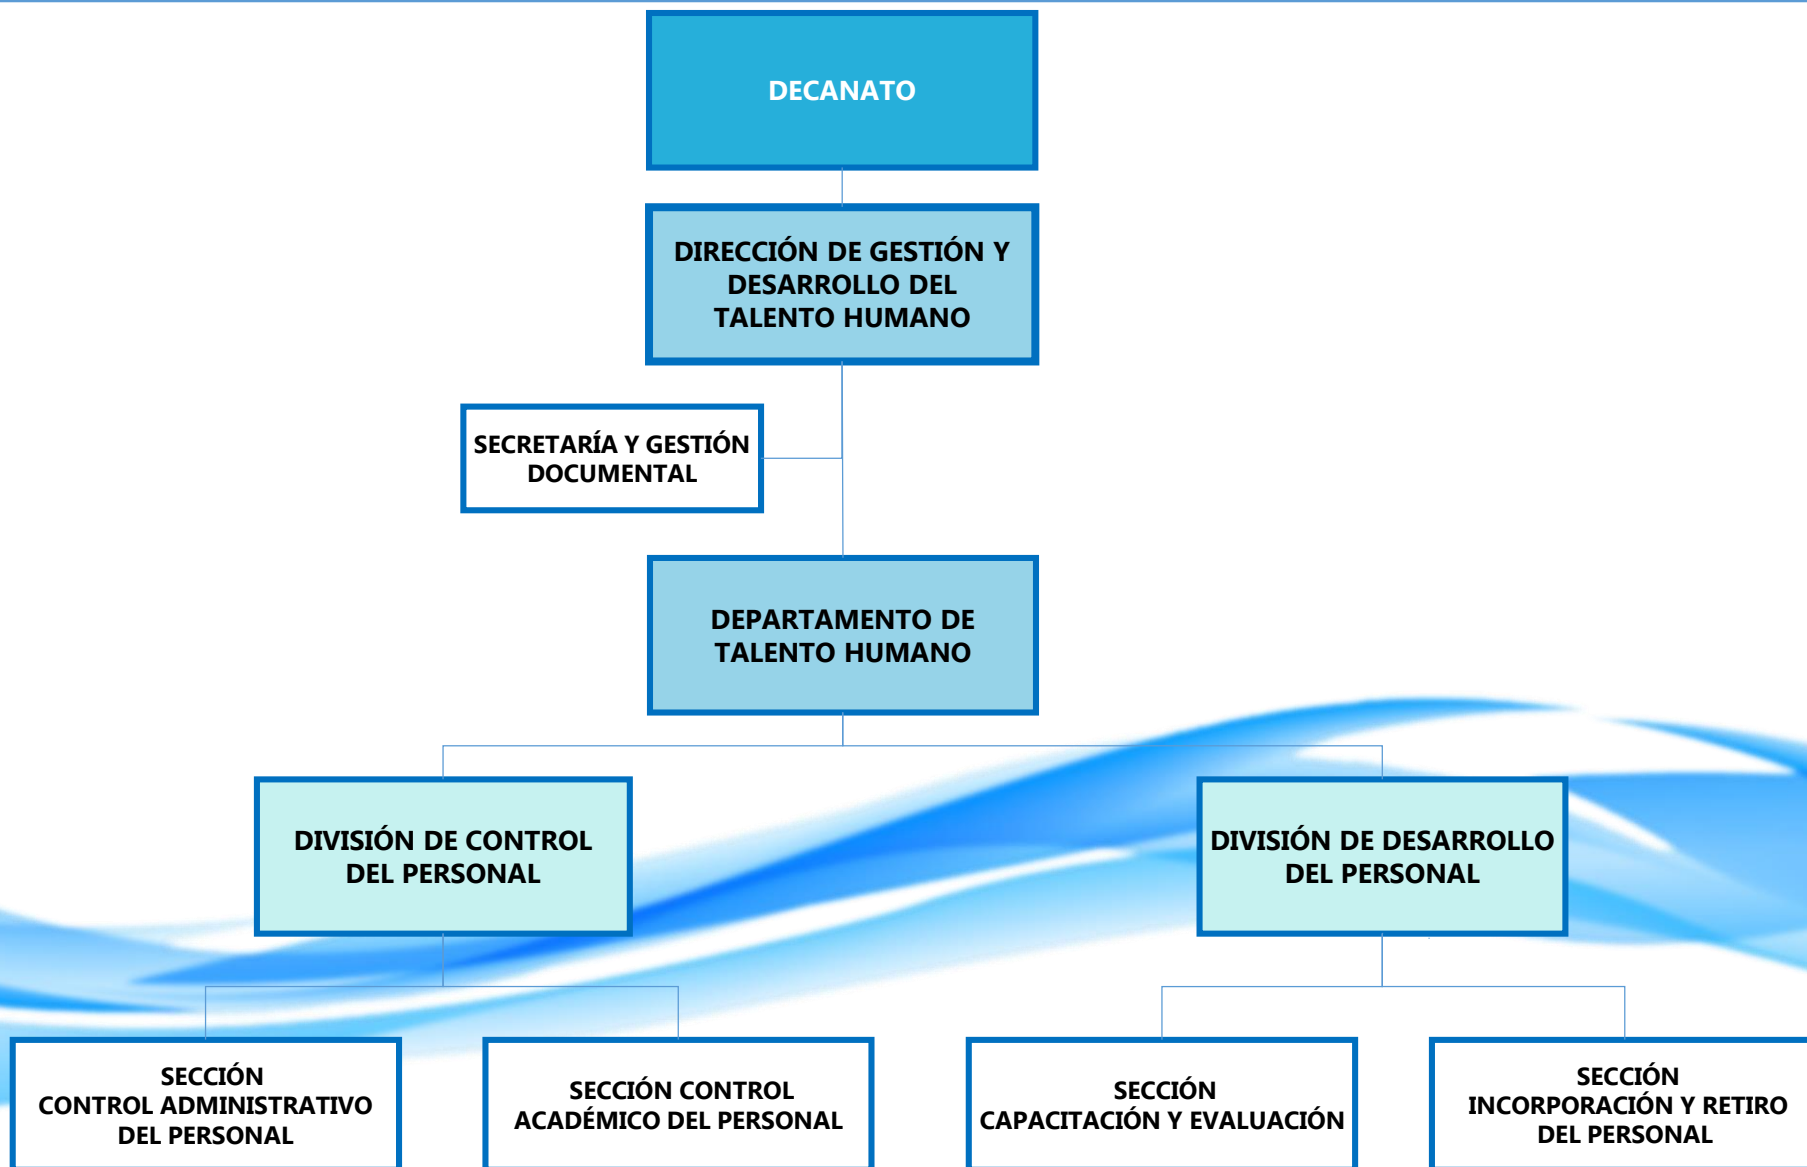 DECANATO
DIRECCIÓN DE GESTIÓN Y
DESARROLLO DEL
TALENTO HUMANO
SECRETARÍA Y GESTIÓN
DOCUMENTAL
DEPARTAMENTO DE
TALENTO HUMANO
DIVISIÓN DE CONTROL
DEL PERSONAL
DIVISIÓN DE DESARROLLO
DEL PERSONAL
SECCIÓN
CONTROL ADMINISTRATIVO
DEL PERSONAL
SECCIÓN CONTROL
ACADÉMICO DEL PERSONAL
SECCIÓN
CAPACITACIÓN Y EVALUACIÓN
SECCIÓN
INCORPORACIÓN Y RETIRO
DEL PERSONAL